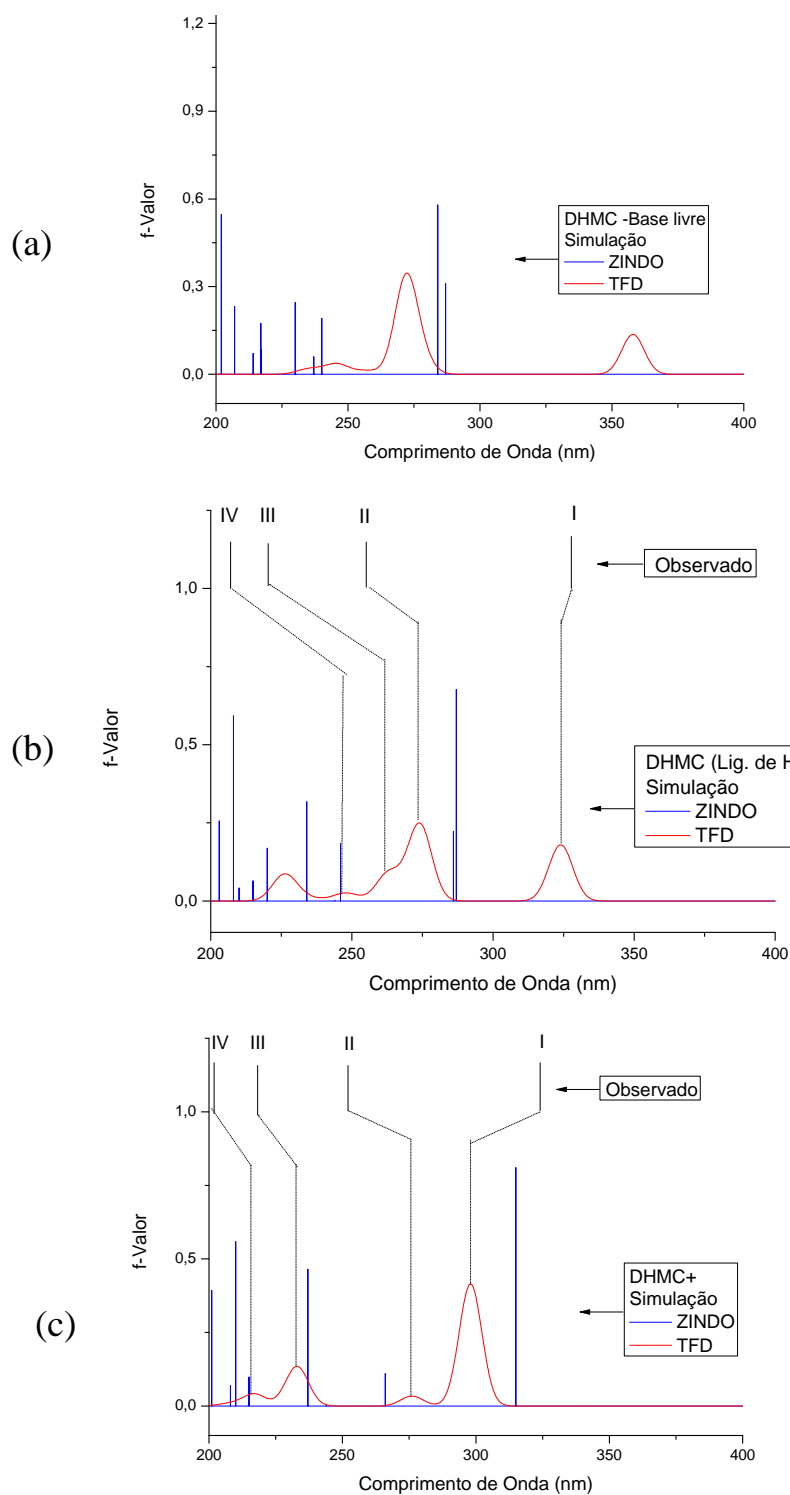 1,2
0,9
0,6
0,3
0,0
f-Valor
(a)
DHMC -Base livre
Simulação
ZINDO
TFD
200 250 300 350 400
Comprimento de Onda (nm)
IV III II I
Observado
1,0
0,5
0,0
f-Valor
(b)
DHMC (Lig. de H
Simulação
ZINDO
TFD
200 250 300 350 400
Comprimento de Onda (nm)
IV III II I
Observado
1,0
0,5
0,0
f-Valor
(c)
DHMC+
Simulação
ZINDO
TFD
200 250 300 350 400
Comprimento de Onda (nm)